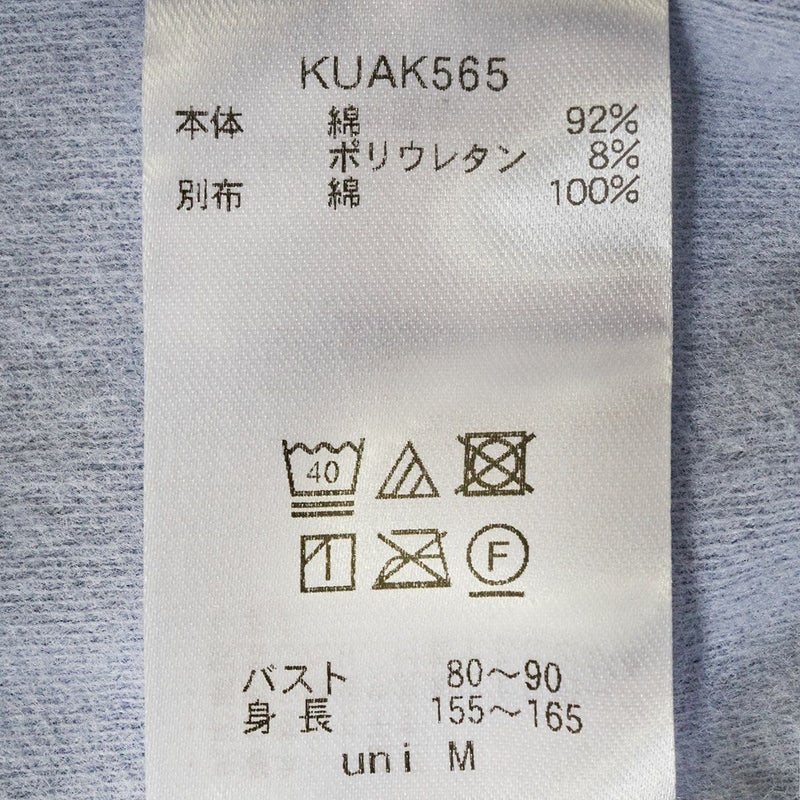 KUAK565
本体 綿 92%
ポリウレタン 8%
別布 綿 100%
40
F
バスト 80～90
身長 155～165
uni M